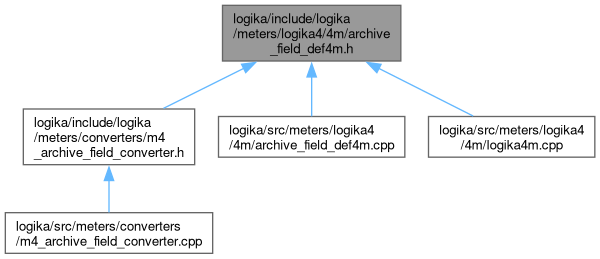 logika/include/logika
/meters/logika4/4m/archive
_field_def4m.h
logika/include/logika
/meters/converters/m4
_archive_field_converter.h
logika/src/meters/logika4
/4m/archive_field_def4m.cpp
logika/src/meters/logika4
/4m/logika4m.cpp
logika/src/meters/converters
/m4_archive_field_converter.cpp